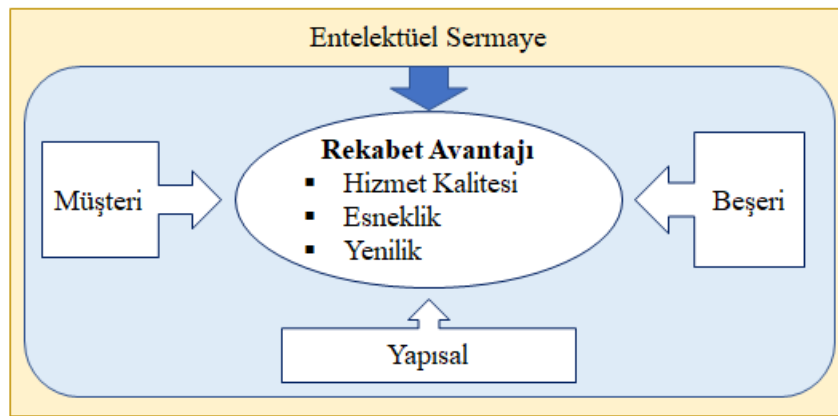 Entelektüel Sermaye
Rekabet Avantajı
▪ Hizmet Kalitesi
▪ Esneklik
▪ Yenilik
Müşteri
Beşeri
Yapısal